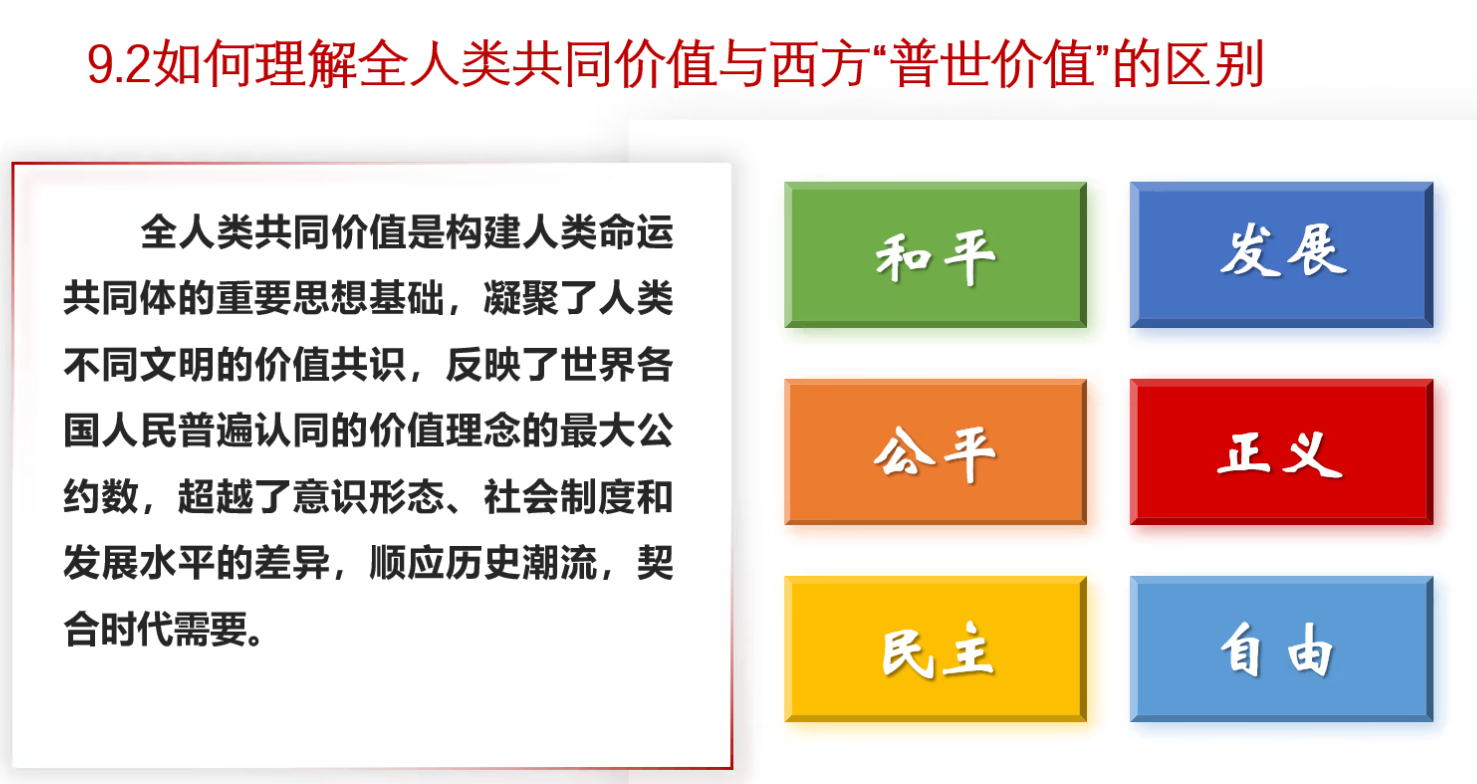 9.2如何理解全人类共同价值与西方“普世价值”的区别
全人类共同价值是构建人类命运
共同体的重要思想基础，凝聚了人类
不同文明的价值共识，反映了世界各
国人民普遍认同的价值理念的最大公
约数，超越了意识形态、社会制度和
发展水平的差异，顺应历史潮流，契
合时代需要。
和平
发展
公平
正义
民主
自由